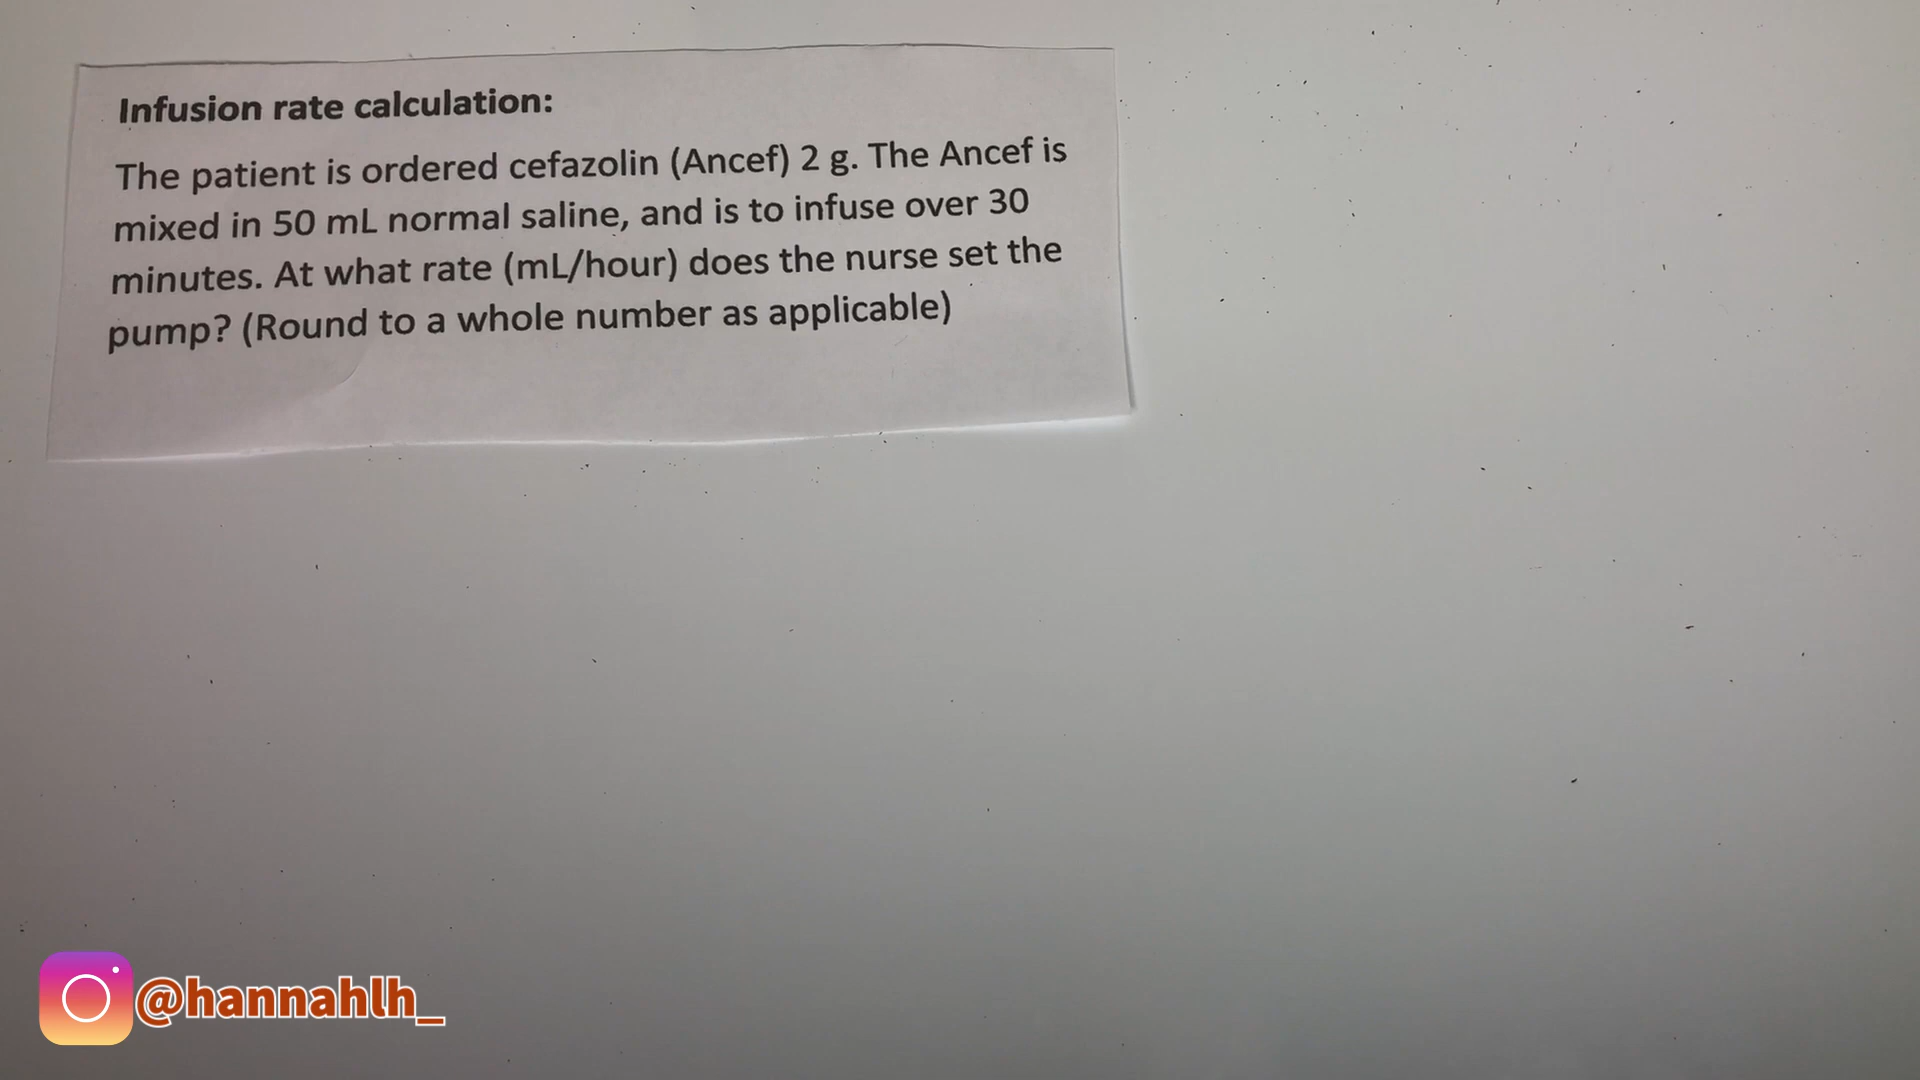 Infusion rate calculation:
The patient is ordered cefazolin (Ancef) 2 g. The Ancef is
mixed in 50 mL normal saline, and is to infuse over 30
minutes. At what rate (mL/hour) does the nurse set the
pump? (Round to a whole number as applicable)
@hannahlh_